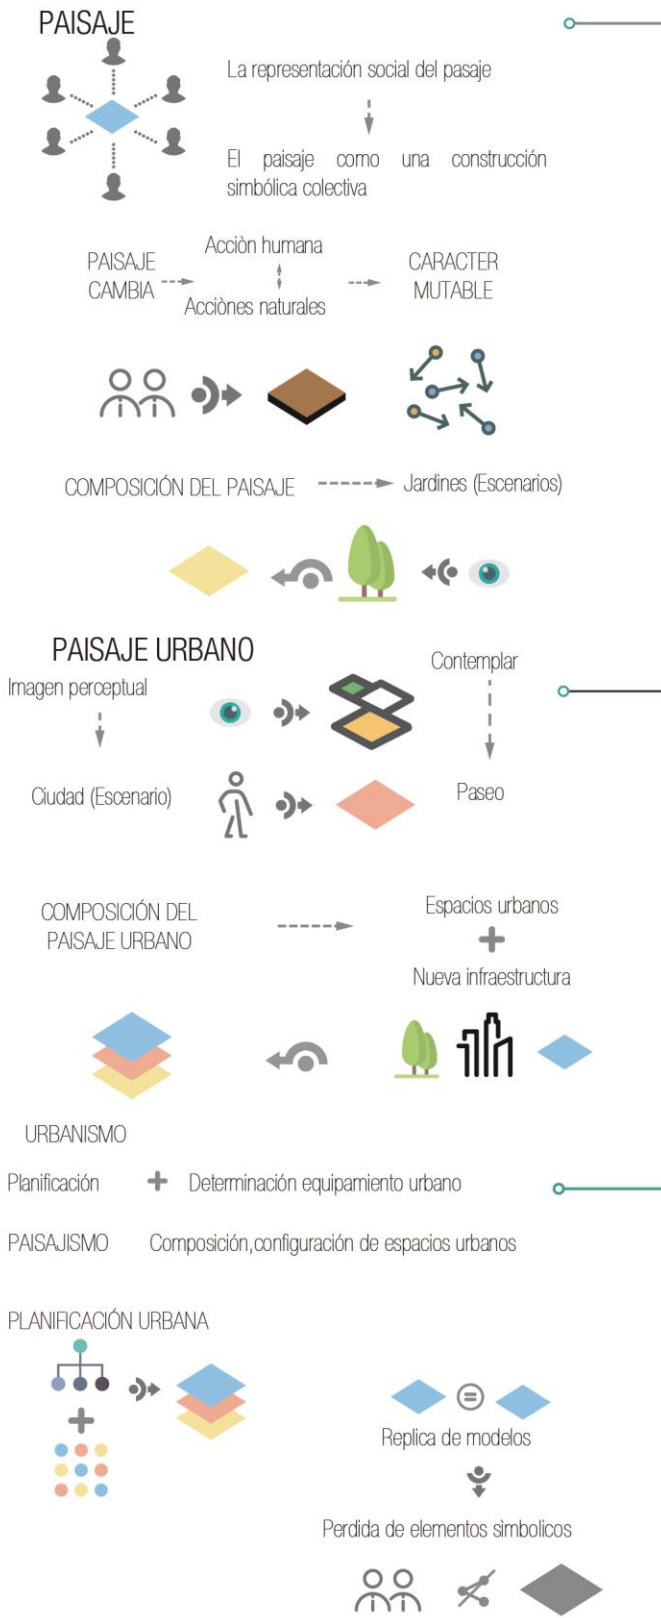 PAISAJE
La representación social del pasaje
El paisaje como una construcción
simbólica colectiva
PAISAJE
CAMBIA
Acciòn humana
Acciònes naturales
CARACTER
MUTABLE
COMPOSICIÓN DEL PAISAJE
Jardines (Escenarios)
PAISAJE URBANO
Imagen perceptual
Contemplar
Ciudad (Escenario)
Paseo
COMPOSICIÓN DEL
PAISAJE URBANO
Espacios urbanos
Nueva infraestructura
URBANISMO
Planificación + Determinación equipamiento urbano
PAISAJISMO Composición,configuración de espacios urbanos
PLANIFICACIÓN URBANA
Replica de modelos
Perdida de elementos sìmbolicos